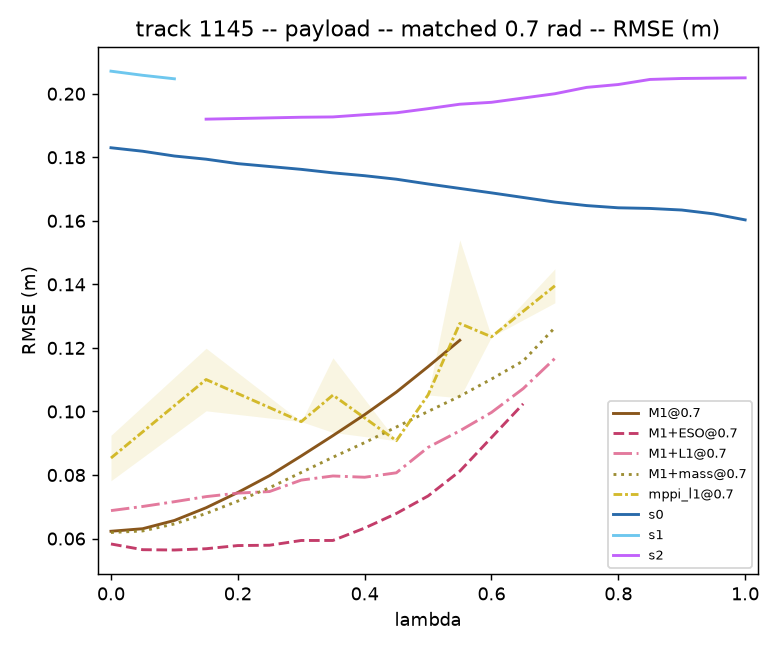 track 1145 -- payload -- matched 0.7 rad -- RMSE (m)
RMSE (m)
0.20
0.18
0.16
0.14
0.12
0.10
0.08
0.06
0.0
0.2
0.4
0.6
0.8
1.0
lambda
M1@0.7
M1+ESO@0.7
M1+L1@0.7
M1+mass@0.7
mppi_l1@0.7
s0
s1
s2